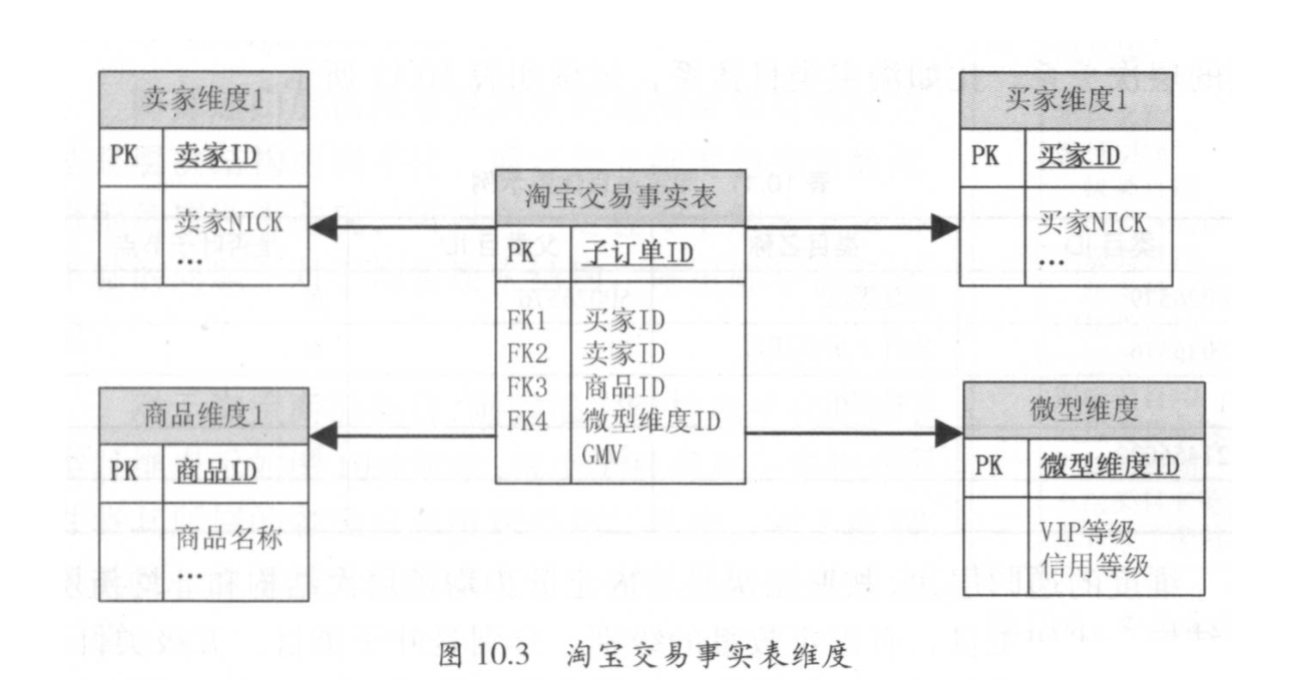 卖家维度1
PK 卖家ID
卖家NICK
...
买家维度1
PK 买家ID
买家NICK
...
淘宝交易事实表
PK 子订单ID
FK1 买家ID
FK2 卖家ID
FK3 商品ID
FK4 微型维度ID
GMV
商品维度1
PK 商品ID
商品名称
...
微型维度
PK 微型维度ID
VIP等级
信用等级
图 10.3 淘宝交易事实表维度